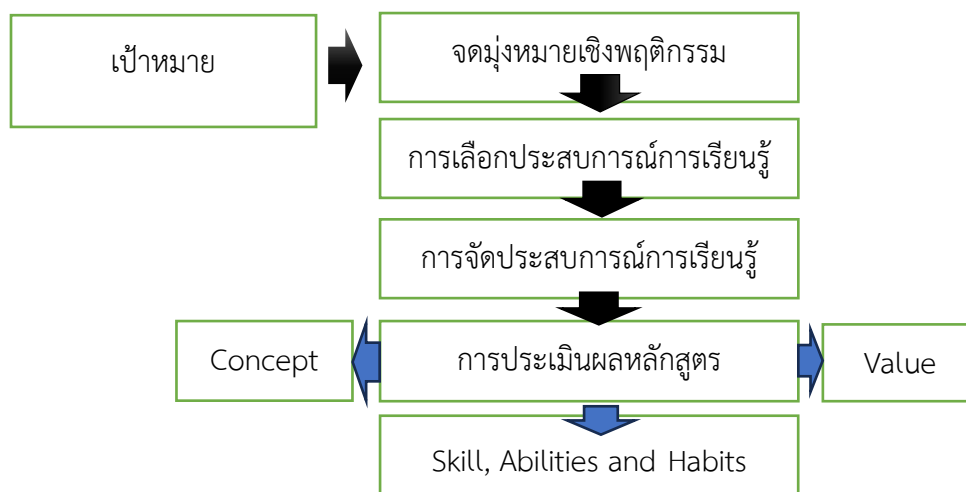 เป้าหมาย
จดมุ่งหมายเชิงพฤติกรรม
การเลือกประสบการณ์การเรียนรู้
การจัดประสบการณ์การเรียนรู้
Concept
การประเมินผลหลักสูตร
Value
Skill, Abilities and Habits